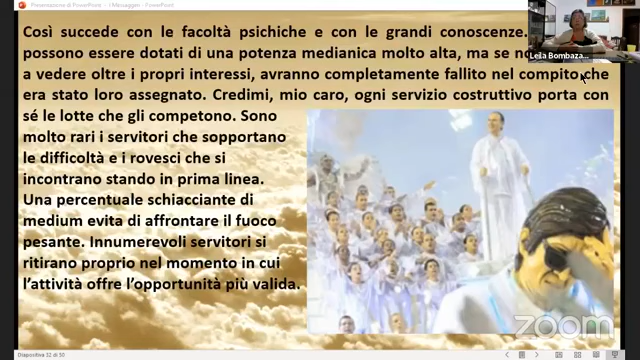 Presentazione di PowerPoint - I Messaggeri - PowerPoint
Così succede con le facoltà psichiche e con le grandi conoscenze.
possono essere dotati di una potenza medianica molto alta, ma se no
a vedere oltre i propri interessi, avranno completamente fallito nel compito che
era stato loro assegnato. Credimi, mio caro, ogni servizio costruttivo porta con
sé le lotte che gli competono. Sono
molto rari i servitori che sopportano
le difficoltà e i rovesci che si
incontrano stando in prima linea.
Una percentuale schiacciante di
medium evita di affrontare il fuoco
pesante. Innumerevoli servitori si
ritirano proprio nel momento in cui
l'attività offre l'opportunità più valida.
Leila Bombaza...
zoom
Diapositiva 32 di 50